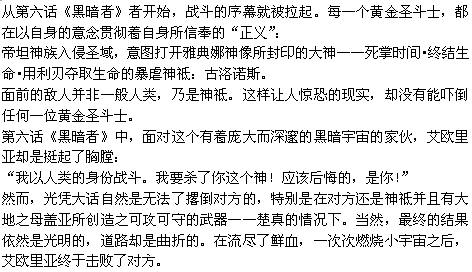 从第六话《黑暗者》者开始，战斗的序幕就被拉起。每一个黄金圣斗士，都
在以自身的意念贯彻着自身所信奉的“正义”：
帝坦神族入侵圣域，意图打开雅典娜神像所封印的大神——死掌时间·终结生
命·用利刃夺取生命的暴虐神祗：古洛诺斯。
面前的敌人并非一般人类，乃是神祗。这样让人惊恐的现实，却没有能吓倒
任何一位黄金圣斗士。
第六话《黑暗者》中，面对这个有着庞大而深邃的黑暗宇宙的家伙，艾欧里
亚却是挺起了胸膛：
“我以人类的身份战斗。我要杀了你这个神！应该后悔的，是你！”
然而，光凭大话自然是无法了撂倒对方的，特别是在对方还是神祗并且有大
地之母盖亚所创造之可攻可守的武器——楚真的情况下。当然，最终的结果
依然是光明的，道路却是曲折的。在流尽了鲜血，一次次燃烧小宇宙之后，
艾欧里亚终于击败了对方。